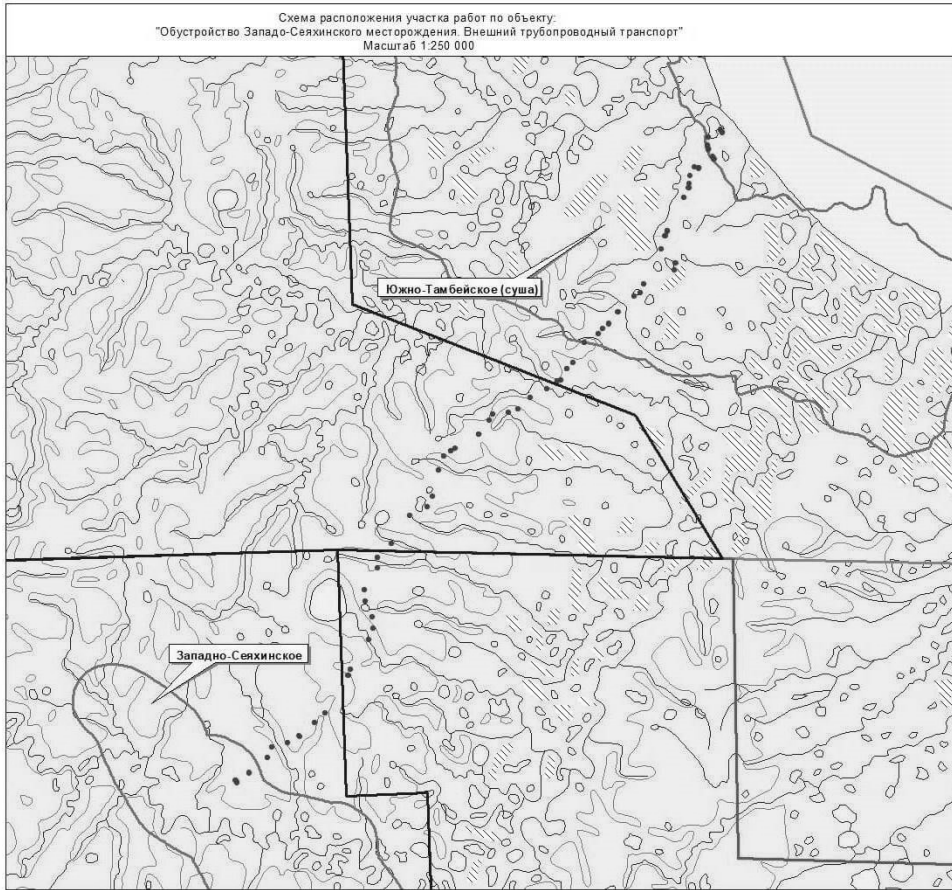 Схема расположения участка работ по объекту:
"Обустройство Западо-Сеяхинского месторождения. Внешний трубопроводный транспорт"
Масштаб 1:250 000
Южно-Тамбейское (суша)
Западно-Сеяхинское